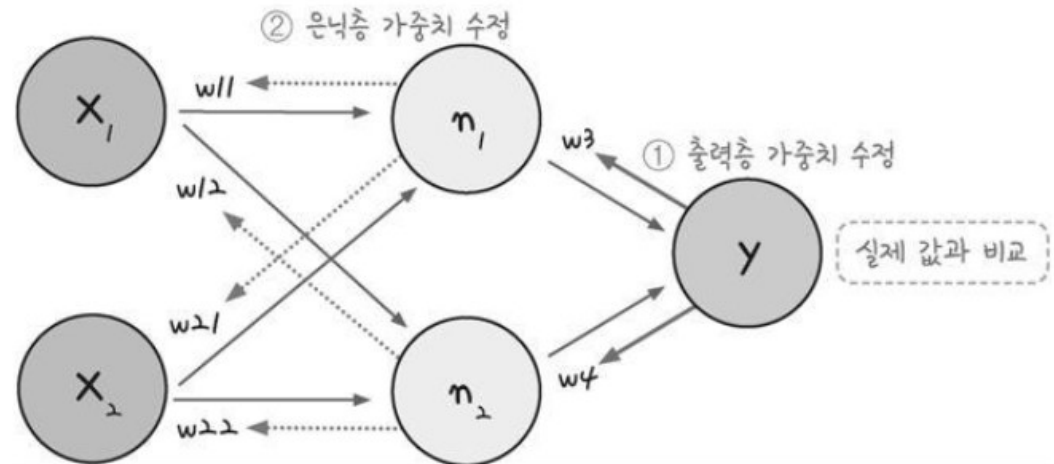 ② 은닉층 가중치 수정
X₁
w11
n₁
w3
① 출력층 가중치 수정
w12
y
실제 값과 비교
w21
w4
X₂
n₂
w22